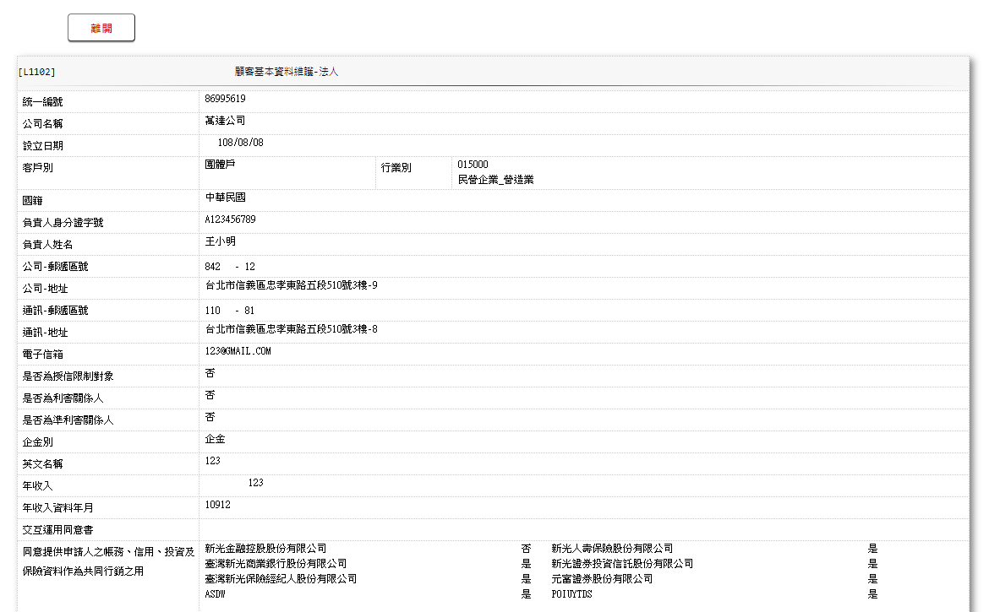 離開
[L1102] 顧客基本資料維護-法人
統一編號 86995619
公司名稱 萬達公司
設立日期 108/08/08
客戶別 團體戶 行業別 015000
民營企業_營造業
國籍 中華民國
負責人身分證字號 A123456789
負責人姓名 王小明
公司-郵遞區號 842 - 12
公司-地址 台北市信義區忠孝東路五段510號3樓-9
通訊-郵遞區號 110 - 81
通訊-地址 台北市信義區忠孝東路五段510號3樓-8
電子信箱 123@GMAIL.COM
是否為授信限制對象 否
是否為利害關係人 否
是否為準利害關係人 否
企金別 企金
英文名稱 123
年收入 123
年收入資料年月 10912
交互運用同意書
同意提供申請人之帳務、信用、投資及
保險資料作為共同行銷之用
新光金融控股股份有限公司 否 新光人壽保險股份有限公司 是
臺灣新光商業銀行股份有限公司 是 新光證券投資信託股份有限公司 是
臺灣新光保險經紀人股份有限公司 是 元富證券股份有限公司 是
ASDW 是 POIUYTDS 是